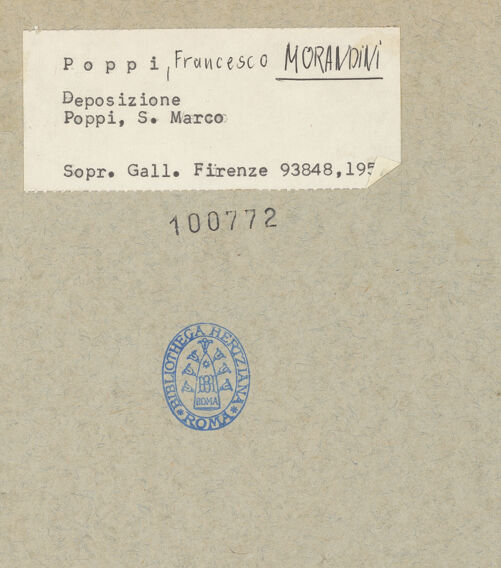 Poppi, Francesco MORANDINI
Deposizione
Poppi, S. Marco
Sopr. Gall. Firenze 93848,195
100772
BIBLIOTHECA HERTZIANA
ROMA
ROMA